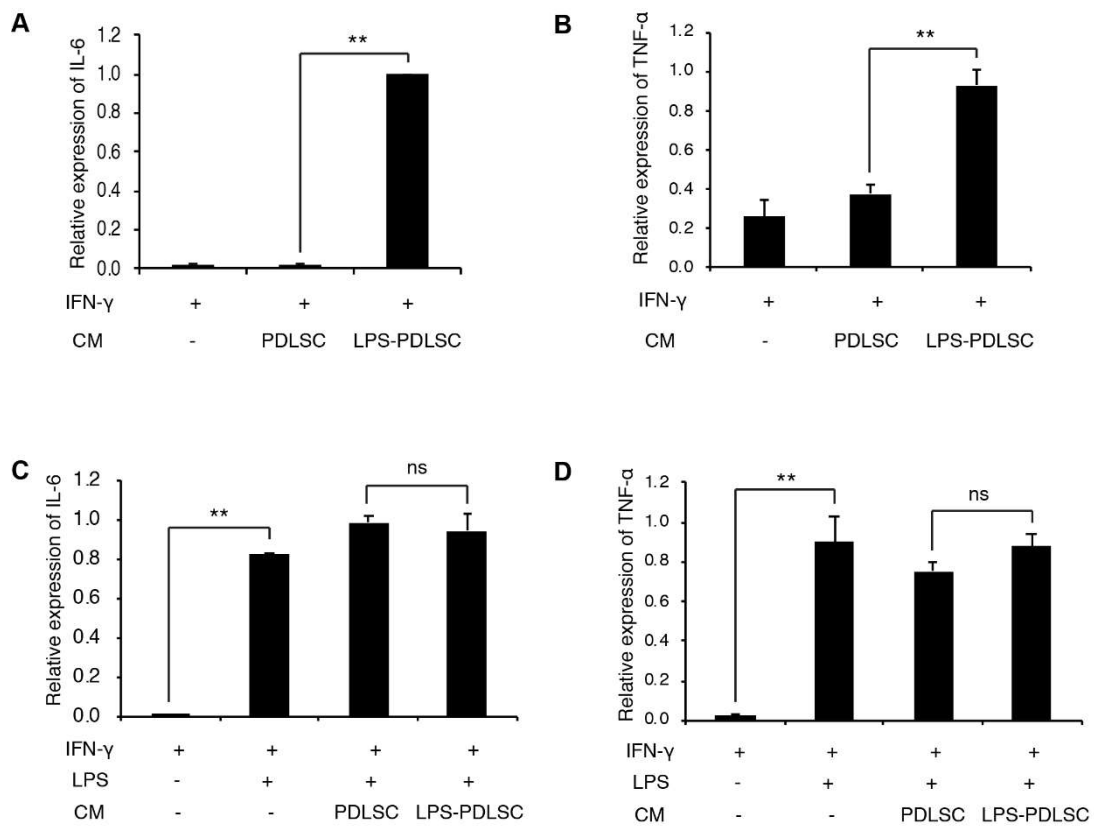 A
Relative expression of IL-6
1.2
1.0
0.8
0.6
0.4
0.2
0.0
**
IFN-γ + + +
CM - PDLSC LPS-PDLSC
B
Relative expression of TNF-α
1.2
1.0
0.8
0.6
0.4
0.2
0.0
**
IFN-γ + + +
CM - PDLSC LPS-PDLSC
C
Relative expression of IL-6
1.2
1.0
0.8
0.6
0.4
0.2
0.0
**
ns
IFN-γ + + + +
LPS - + + +
CM - - PDLSC LPS-PDLSC
D
Relative expression of TNF-α
1.2
1.0
0.8
0.6
0.4
0.2
0.0
**
ns
IFN-γ + + + +
LPS - + + +
CM - - PDLSC LPS-PDLSC